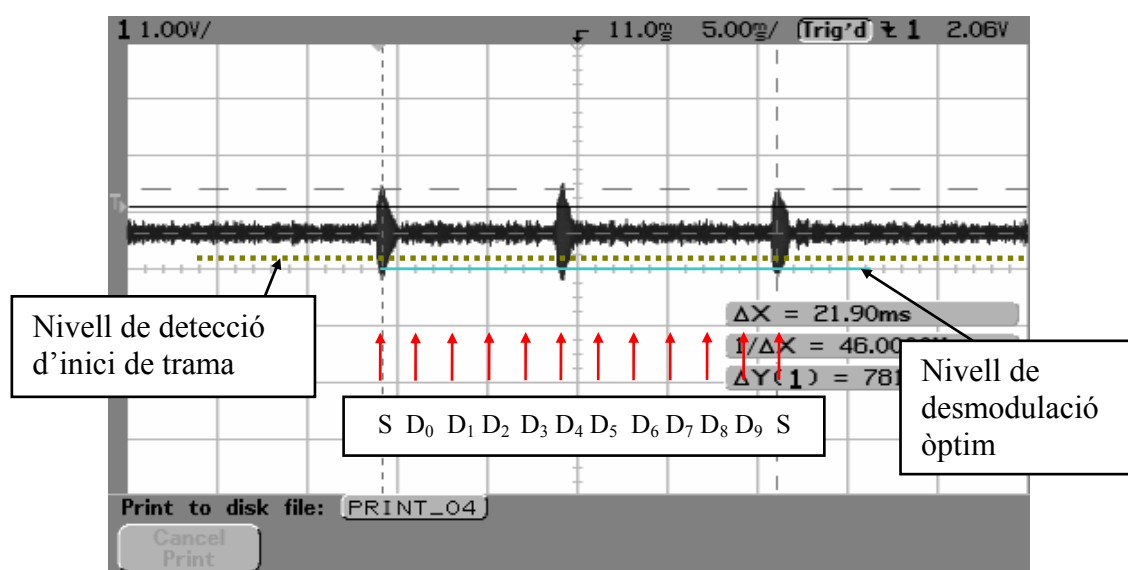 1 1.00V/ 11.0ms 5.00ms/ Trig'd 1 2.06V
T
ΔX = 21.90ms
1/ΔX = 46.00
ΔY(1) = 781
Nivell de detecció
d'inici de trama
Nivell de
desmodulació
òptim
S D0 D1 D2 D3 D4 D5 D6 D7 D8 D9 S
Print to disk file: PRINT_04
Cancel
Print